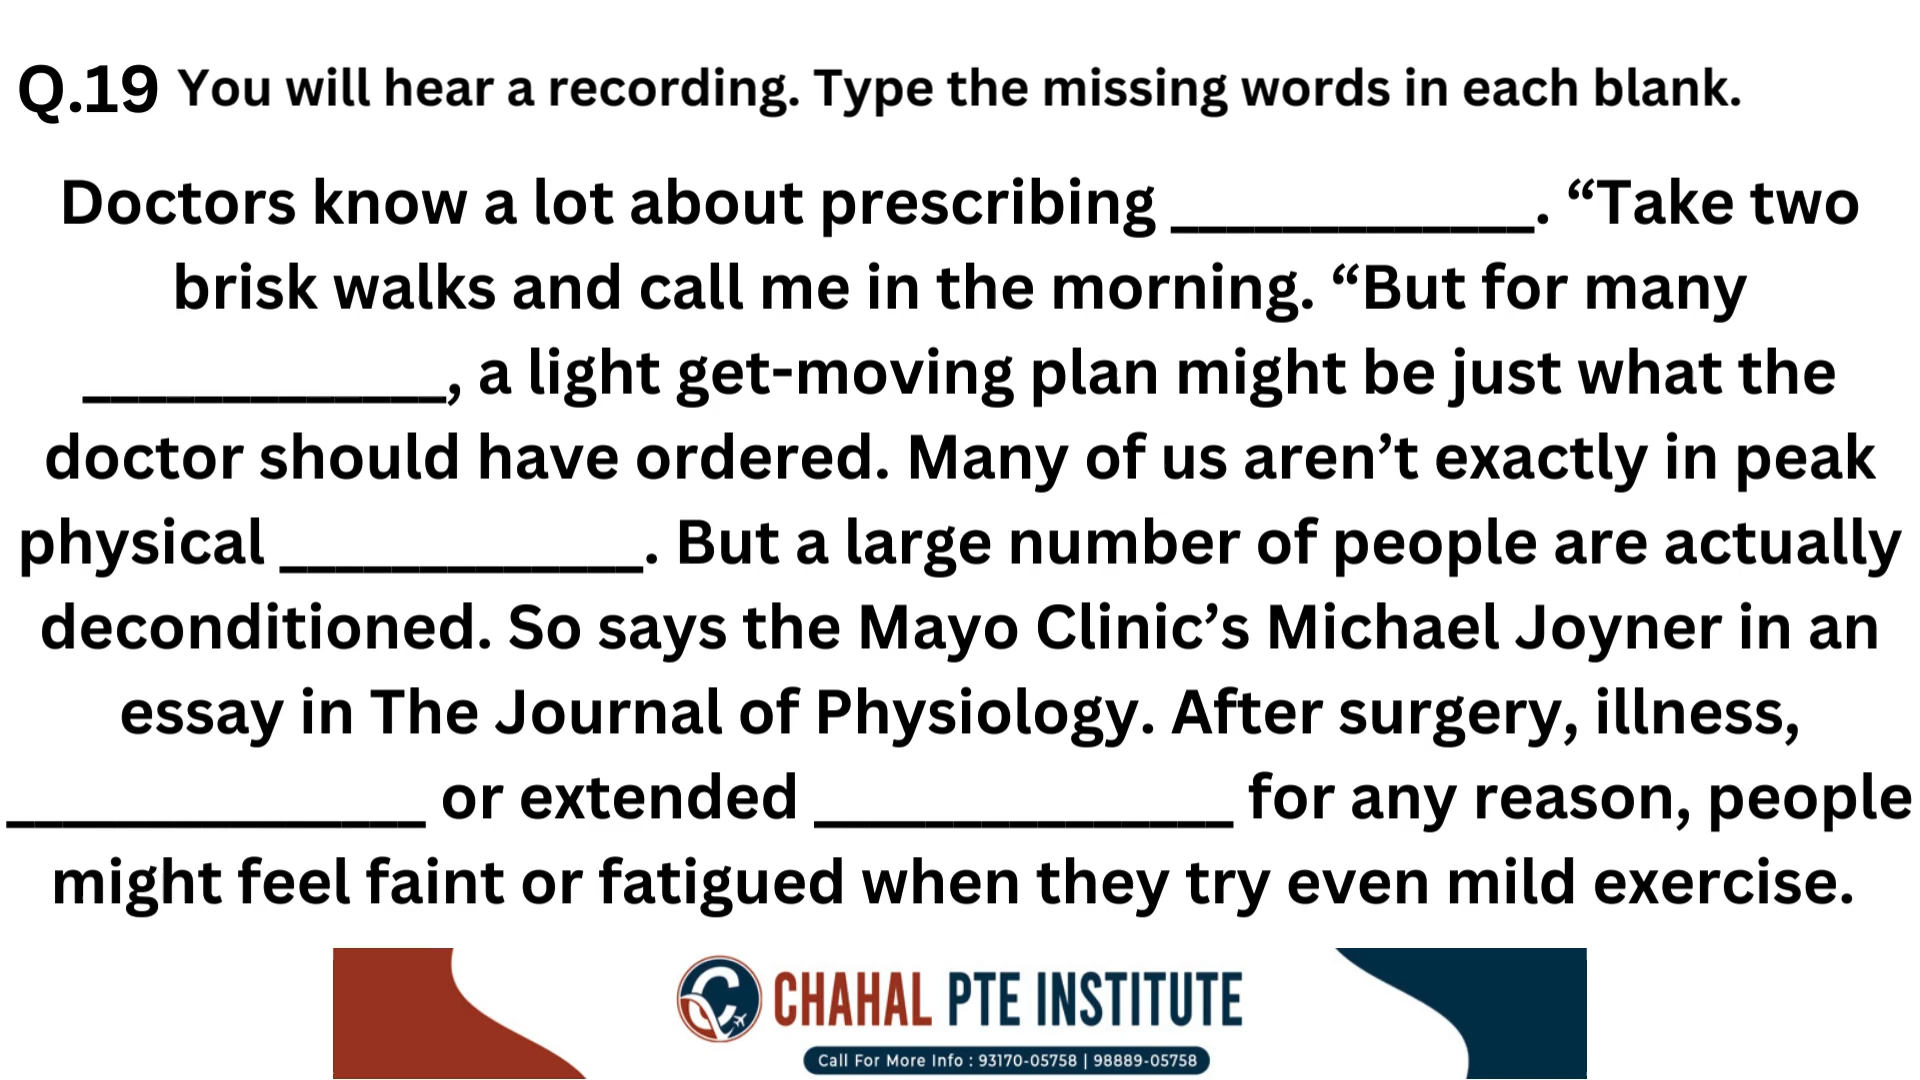 Q.19 You will hear a recording. Type the missing words in each blank.
Doctors know a lot about prescribing _____________. “Take two
brisk walks and call me in the morning. “But for many
_____________, a light get-moving plan might be just what the
doctor should have ordered. Many of us aren’t exactly in peak
physical _____________. But a large number of people are actually
deconditioned. So says the Mayo Clinic’s Michael Joyner in an
essay in The Journal of Physiology. After surgery, illness,
_______________ or extended _______________ for any reason, people
might feel faint or fatigued when they try even mild exercise.
CHAHAL PTE INSTITUTE
Call For More Info : 93170-05758 | 98889-05758